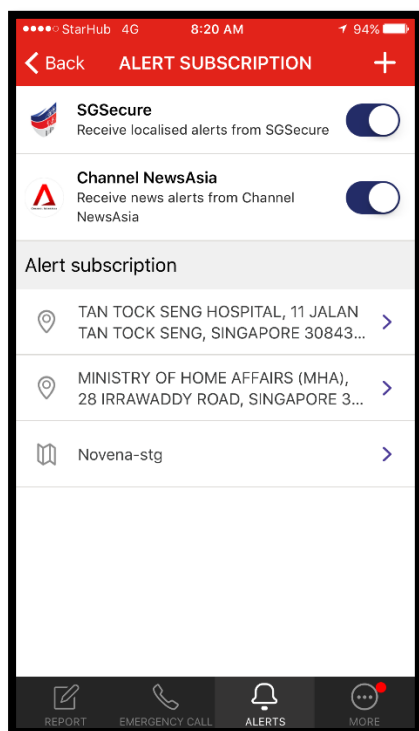 StarHub 4G 8:20 AM 94%
Back ALERT SUBSCRIPTION +
SGSecure
Receive localised alerts from SGSecure
Channel NewsAsia
Receive news alerts from Channel
NewsAsia
Alert subscription
TAN TOCK SENG HOSPITAL, 11 JALAN
TAN TOCK SENG, SINGAPORE 30843...
MINISTRY OF HOME AFFAIRS (MHA),
28 IRRAWADDY ROAD, SINGAPORE 3...
Novena-stg
REPORT EMERGENCY CALL ALERTS MORE